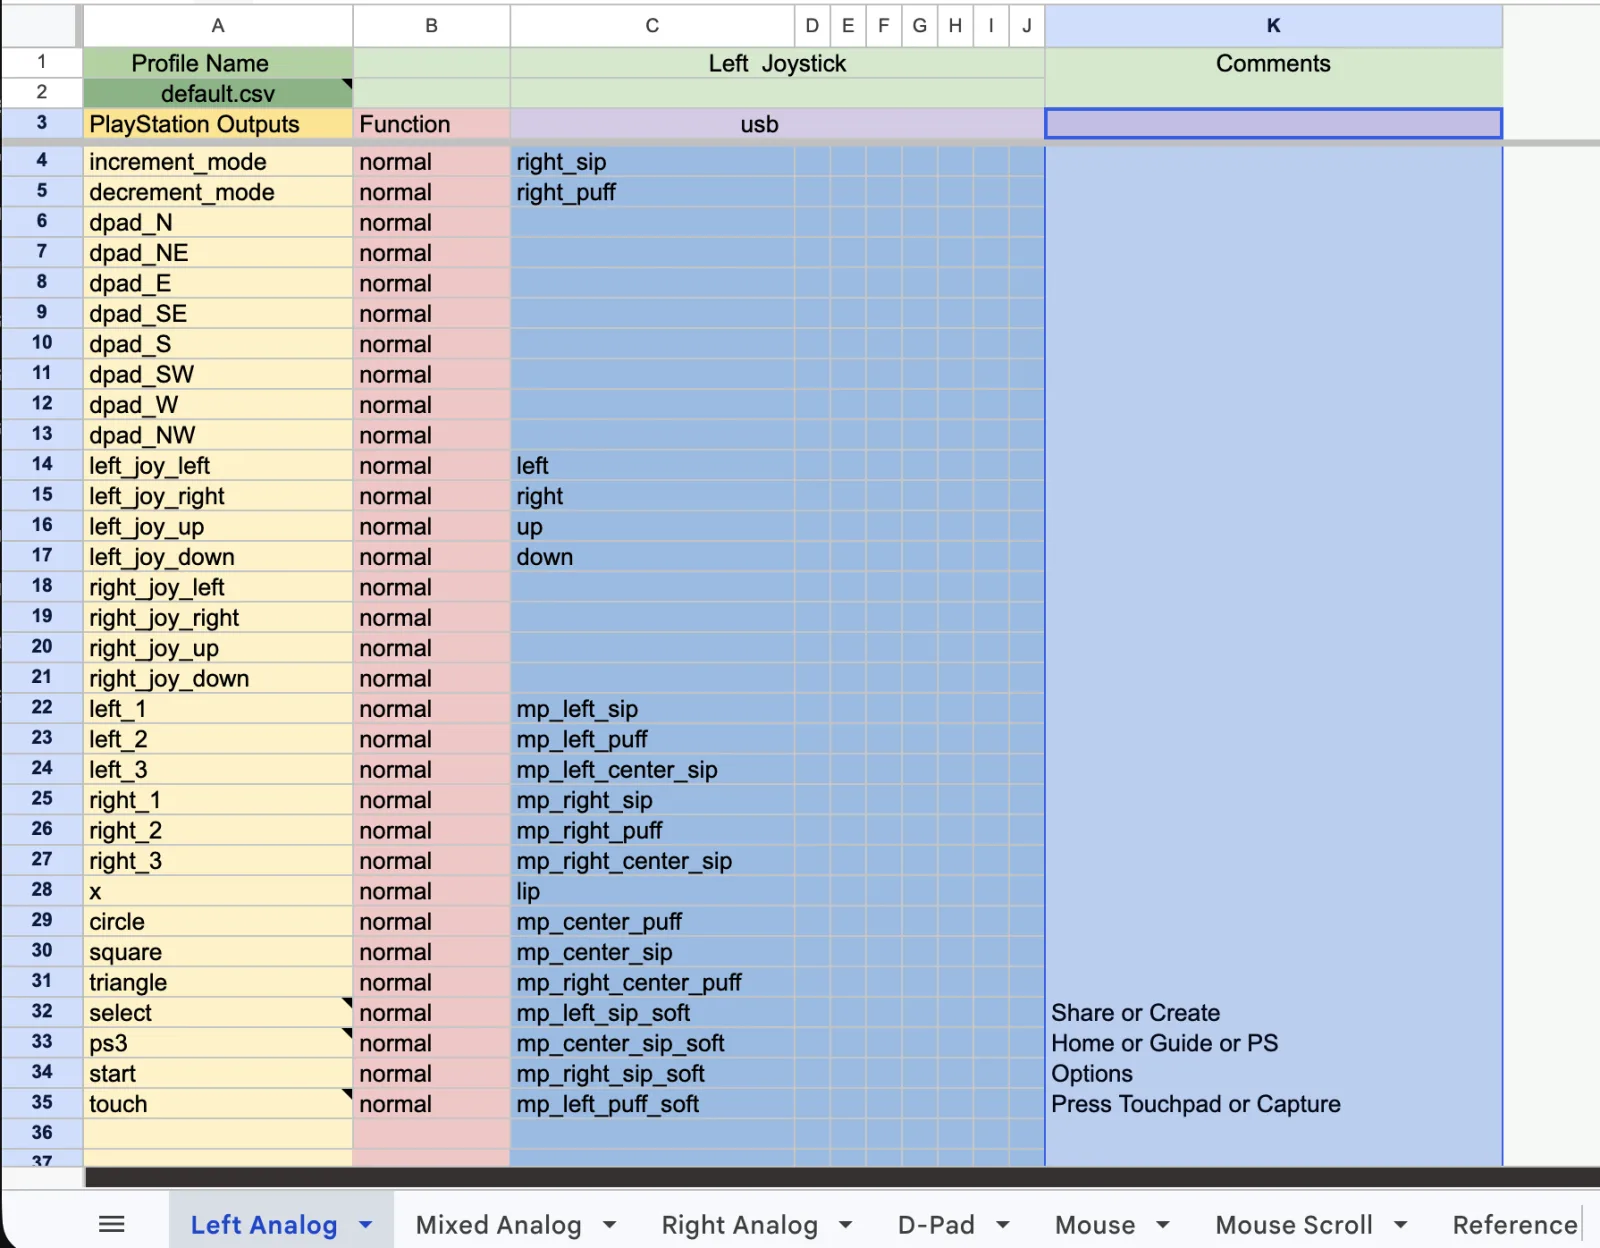 A B C D E F G H I J K
1 Profile Name Left Joystick Comments
2 default.csv
3 PlayStation Outputs Function usb
4 increment_mode normal right_sip
5 decrement_mode normal right_puff
6 dpad_N normal
7 dpad_NE normal
8 dpad_E normal
9 dpad_SE normal
10 dpad_S normal
11 dpad_SW normal
12 dpad_W normal
13 dpad_NW normal
14 left_joy_left normal left
15 left_joy_right normal right
16 left_joy_up normal up
17 left_joy_down normal down
18 right_joy_left normal
19 right_joy_right normal
20 right_joy_up normal
21 right_joy_down normal
22 left_1 normal mp_left_sip
23 left_2 normal mp_left_puff
24 left_3 normal mp_left_center_sip
25 right_1 normal mp_right_sip
26 right_2 normal mp_right_puff
27 right_3 normal mp_right_center_sip
28 x normal lip
29 circle normal mp_center_puff
30 square normal mp_center_sip
31 triangle normal mp_right_center_puff
32 select normal mp_left_sip_soft Share or Create
33 ps3 normal mp_center_sip_soft Home or Guide or PS
34 start normal mp_right_sip_soft Options
35 touch normal mp_left_puff_soft Press Touchpad or Capture
36
37
Left Analog Mixed Analog Right Analog D-Pad Mouse Mouse Scroll Reference